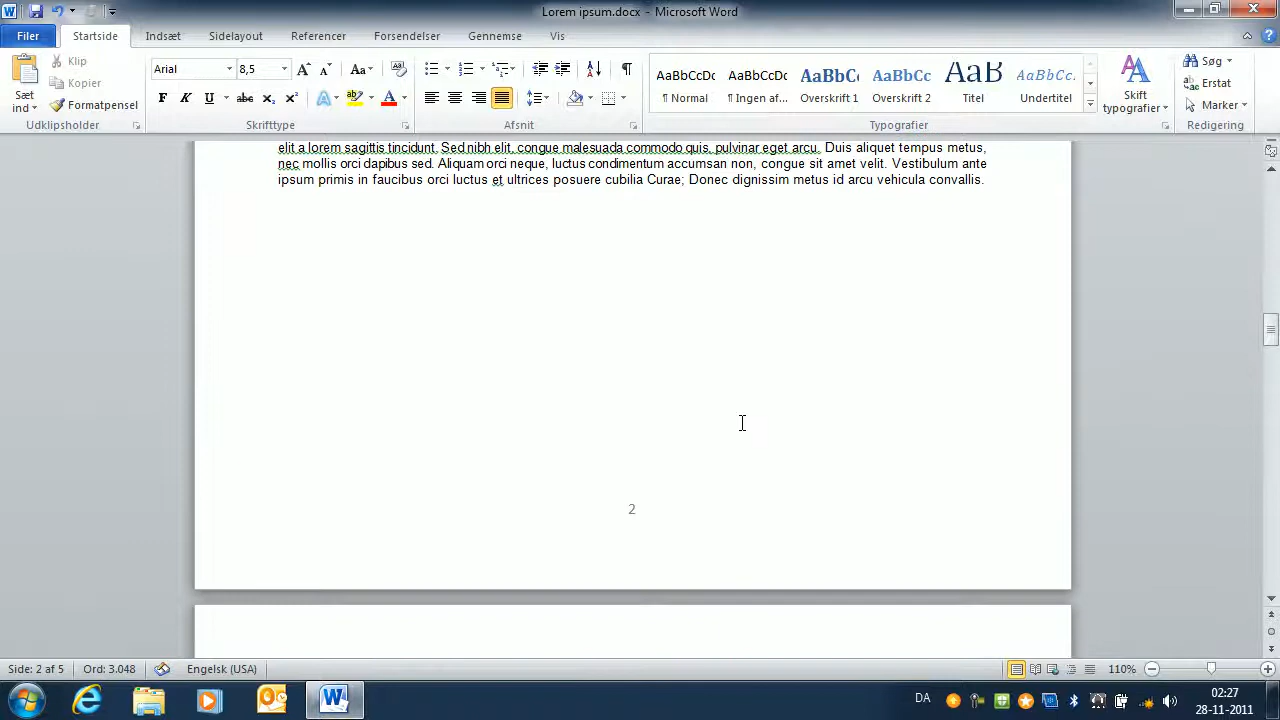 Lorem ipsum.docx - Microsoft Word
Filer Startside Indsæt Sidelayout Referencer Forsendelser Gennemse Vis
Sæt ind
Klip
Kopier
Formatpensel
Udklipsholder
Arial 8,5
Skrifttype
Afsnit
AaBbCcDc AaBbCcDc AaBbCc AaBbCc AaB AaBbCc.
¶ Normal ¶ Ingen af... Overskrift 1 Overskrift 2 Titel Undertitel
Typografier
Skift typografier
Søg
Erstat
Marker
Redigering
elit a lorem sagittis tincidunt. Sed nibh elit, congue malesuada commodo quis, pulvinar eget arcu. Duis aliquet tempus metus,
nec mollis orci dapibus sed. Aliquam orci neque, luctus condimentum accumsan non, congue sit amet velit. Vestibulum ante
ipsum primis in faucibus orci luctus et ultrices posuere cubilia Curae; Donec dignissim metus id arcu vehicula convallis.
2
Side: 2 af 5 Ord: 3.048 Engelsk (USA) 110%
DA 02:27
28-11-2011